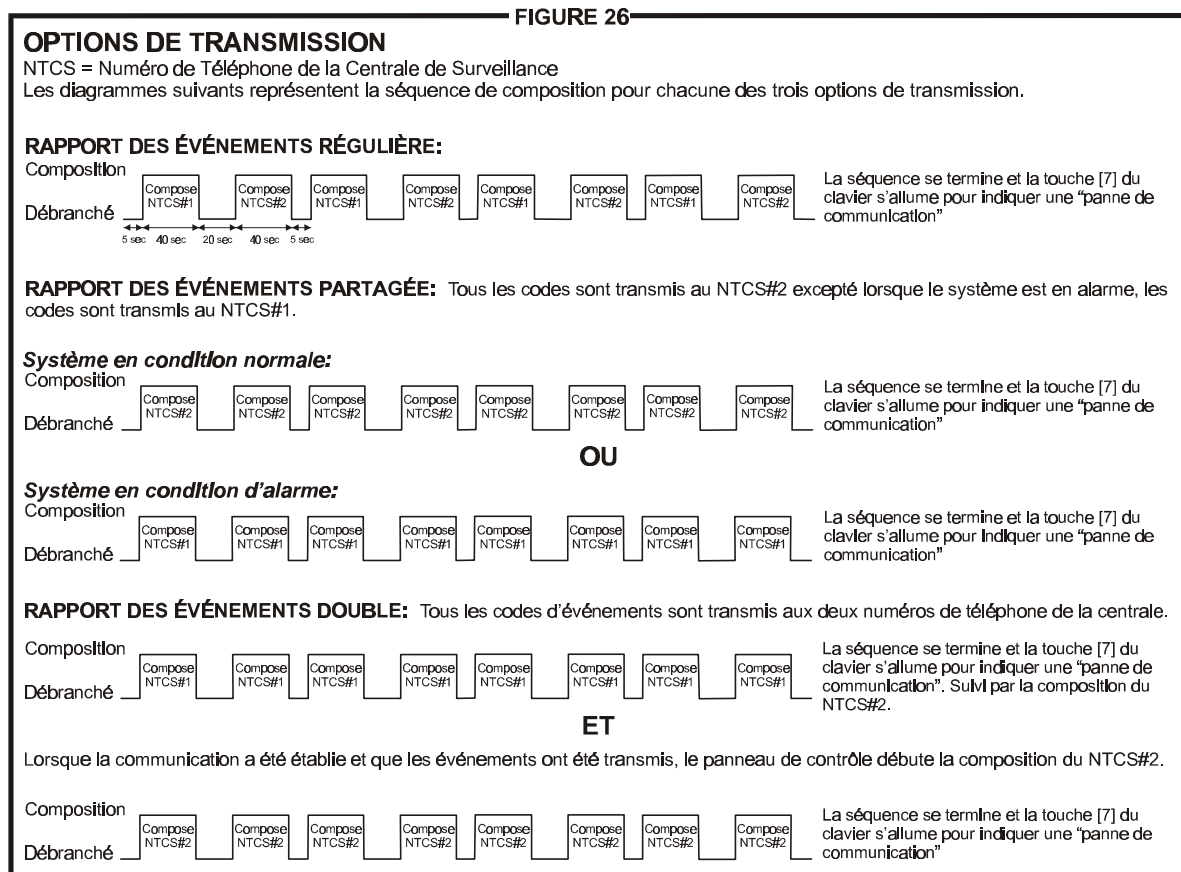 FIGURE 26
OPTIONS DE TRANSMISSION
NTCS = Numéro de Téléphone de la Centrale de Surveillance
Les diagrammes suivants représentent la séquence de composition pour chacune des trois options de transmission.
RAPPORT DES ÉVÉNEMENTS RÉGULIÈRE:
Composition
Compose NTCS#1 Compose NTCS#2 Compose NTCS#1 Compose NTCS#2 Compose NTCS#1 Compose NTCS#2 Compose NTCS#1 Compose NTCS#2
Débranché
5 sec 40 sec 20 sec 40 sec 5 sec
La séquence se termine et la touche [7] du
clavier s'allume pour indiquer une "panne de
communication"
RAPPORT DES ÉVÉNEMENTS PARTAGÉE: Tous les codes sont transmis au NTCS#2 excepté lorsque le système est en alarme, les
codes sont transmis au NTCS#1.
Système en condition normale:
Composition
Compose NTCS#2 Compose NTCS#2 Compose NTCS#2 Compose NTCS#2 Compose NTCS#2 Compose NTCS#2 Compose NTCS#2 Compose NTCS#2
Débranché
La séquence se termine et la touche [7] du
clavier s'allume pour indiquer une "panne de
communication"
OU
Système en condition d'alarme:
Composition
Compose NTCS#1 Compose NTCS#1 Compose NTCS#1 Compose NTCS#1 Compose NTCS#1 Compose NTCS#1 Compose NTCS#1 Compose NTCS#1
Débranché
La séquence se termine et la touche [7] du
clavier s'allume pour indiquer une "panne de
communication"
RAPPORT DES ÉVÉNEMENTS DOUBLE: Tous les codes d'événements sont transmis aux deux numéros de téléphone de la centrale.
Composition
Compose NTCS#1 Compose NTCS#1 Compose NTCS#1 Compose NTCS#1 Compose NTCS#1 Compose NTCS#1 Compose NTCS#1 Compose NTCS#1
Débranché
La séquence se termine et la touche [7] du
clavier s'allume pour indiquer une "panne de
communication". Suivi par la composition du
NTCS#2.
ET
Lorsque la communication a été établie et que les événements ont été transmis, le panneau de contrôle débute la composition du NTCS#2.
Composition
Compose NTCS#2 Compose NTCS#2 Compose NTCS#2 Compose NTCS#2 Compose NTCS#2 Compose NTCS#2 Compose NTCS#2 Compose NTCS#2
Débranché
La séquence se termine et la touche [7] du
clavier s'allume pour indiquer une "panne de
communication"